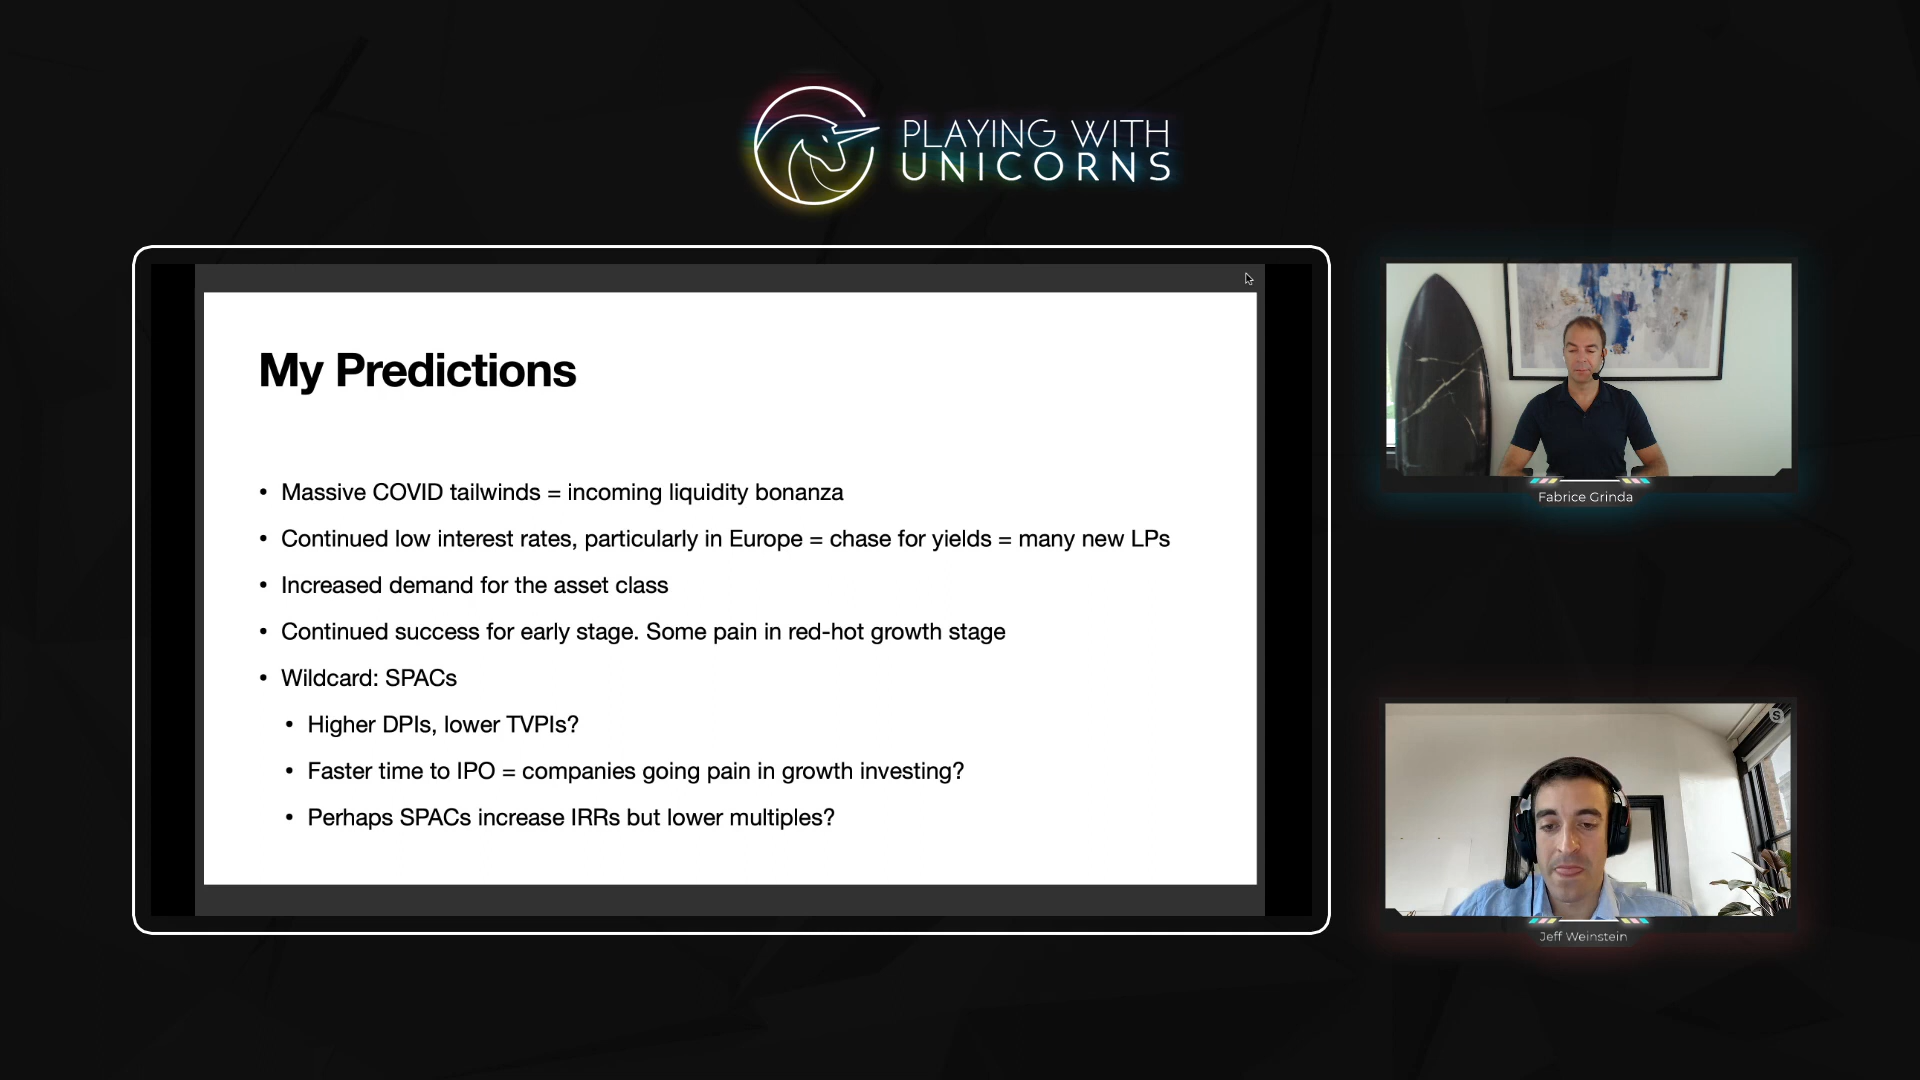 PLAYING WITH
UNICORNS
My Predictions
• Massive COVID tailwinds = incoming liquidity bonanza
• Continued low interest rates, particularly in Europe = chase for yields = many new LPs
• Increased demand for the asset class
• Continued success for early stage. Some pain in red-hot growth stage
• Wildcard: SPACs
• Higher DPIs, lower TVPIs?
• Faster time to IPO = companies going pain in growth investing?
• Perhaps SPACs increase IRRs but lower multiples?
Fabrice Grinda
S
Jeff Weinstein